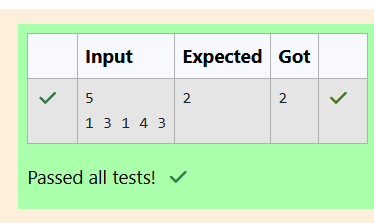 Input Expected Got
5 2 2
1 3 1 4 3
Passed all tests!